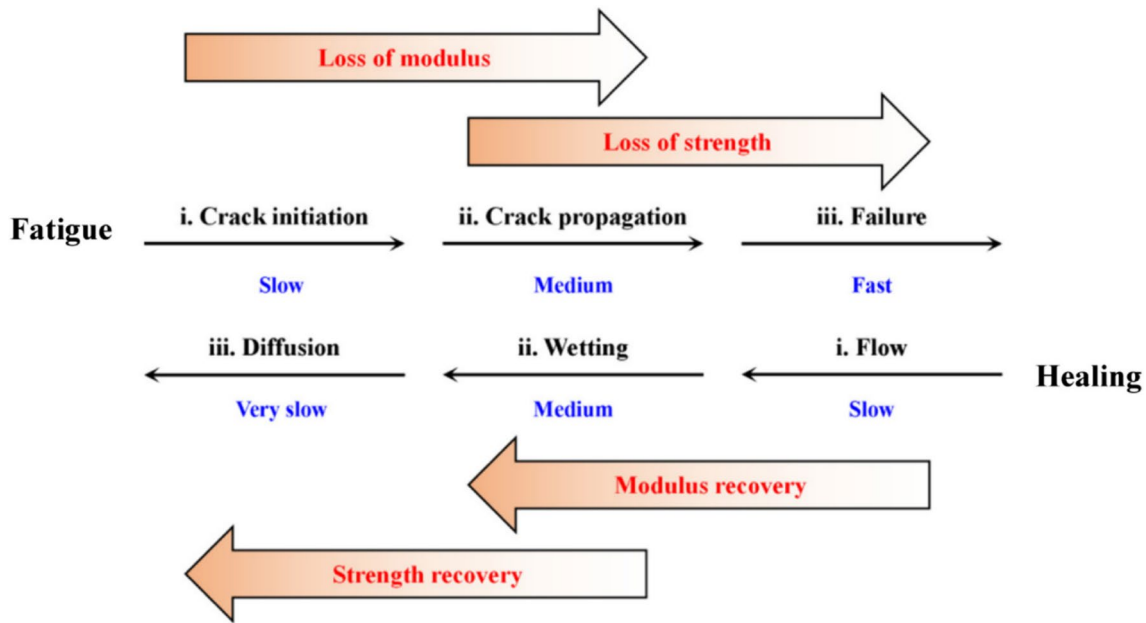 Loss of modulus
Loss of strength
Fatigue
i. Crack initiation
ii. Crack propagation
iii. Failure
Slow
Medium
Fast
iii. Diffusion
ii. Wetting
i. Flow
Healing
Very slow
Medium
Slow
Modulus recovery
Strength recovery